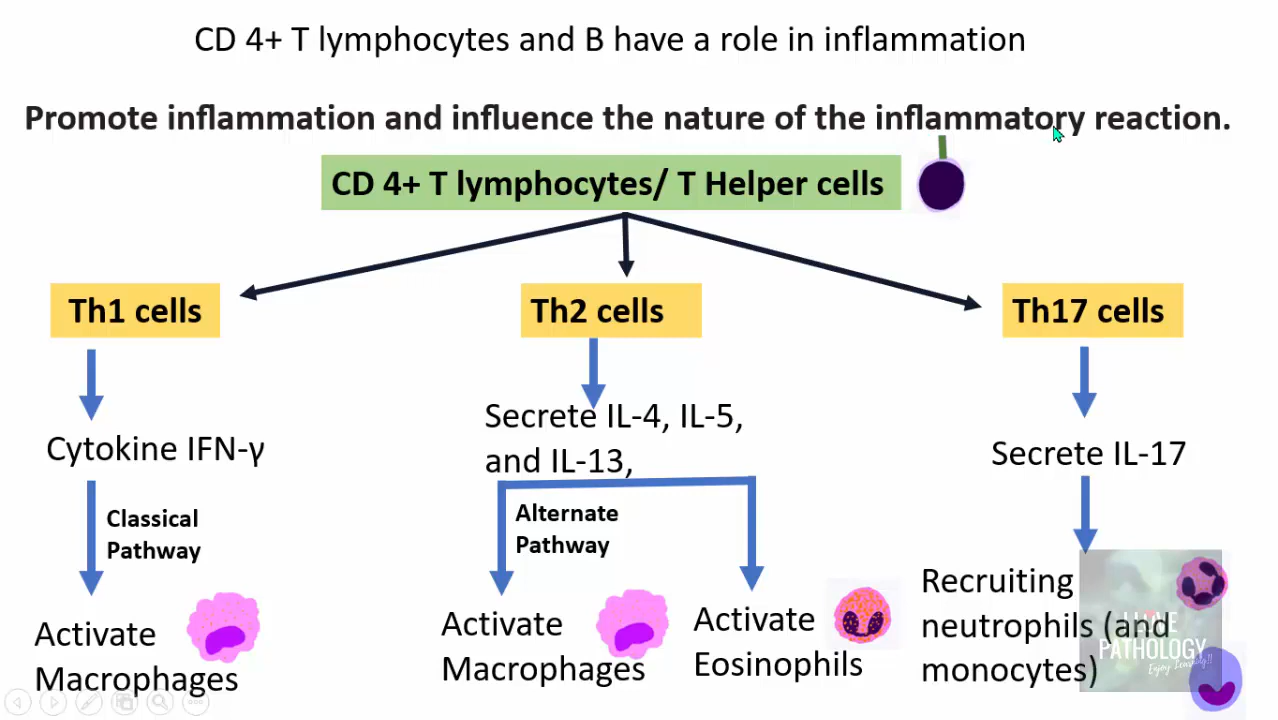 CD 4+ T lymphocytes and B have a role in inflammation
Promote inflammation and influence the nature of the inflammatory reaction.
CD 4+ T lymphocytes/ T Helper cells
Th1 cells
Th2 cells
Th17 cells
Cytokine IFN-γ
Classical
Pathway
Activate
Macrophages
Secrete IL-4, IL-5,
and IL-13,
Alternate
Pathway
Activate
Macrophages
Activate
Eosinophils
Secrete IL-17
Recruiting
neutrophils (and
monocytes)
I LOVE
PATHOLOGY
Enjoy Learning!!